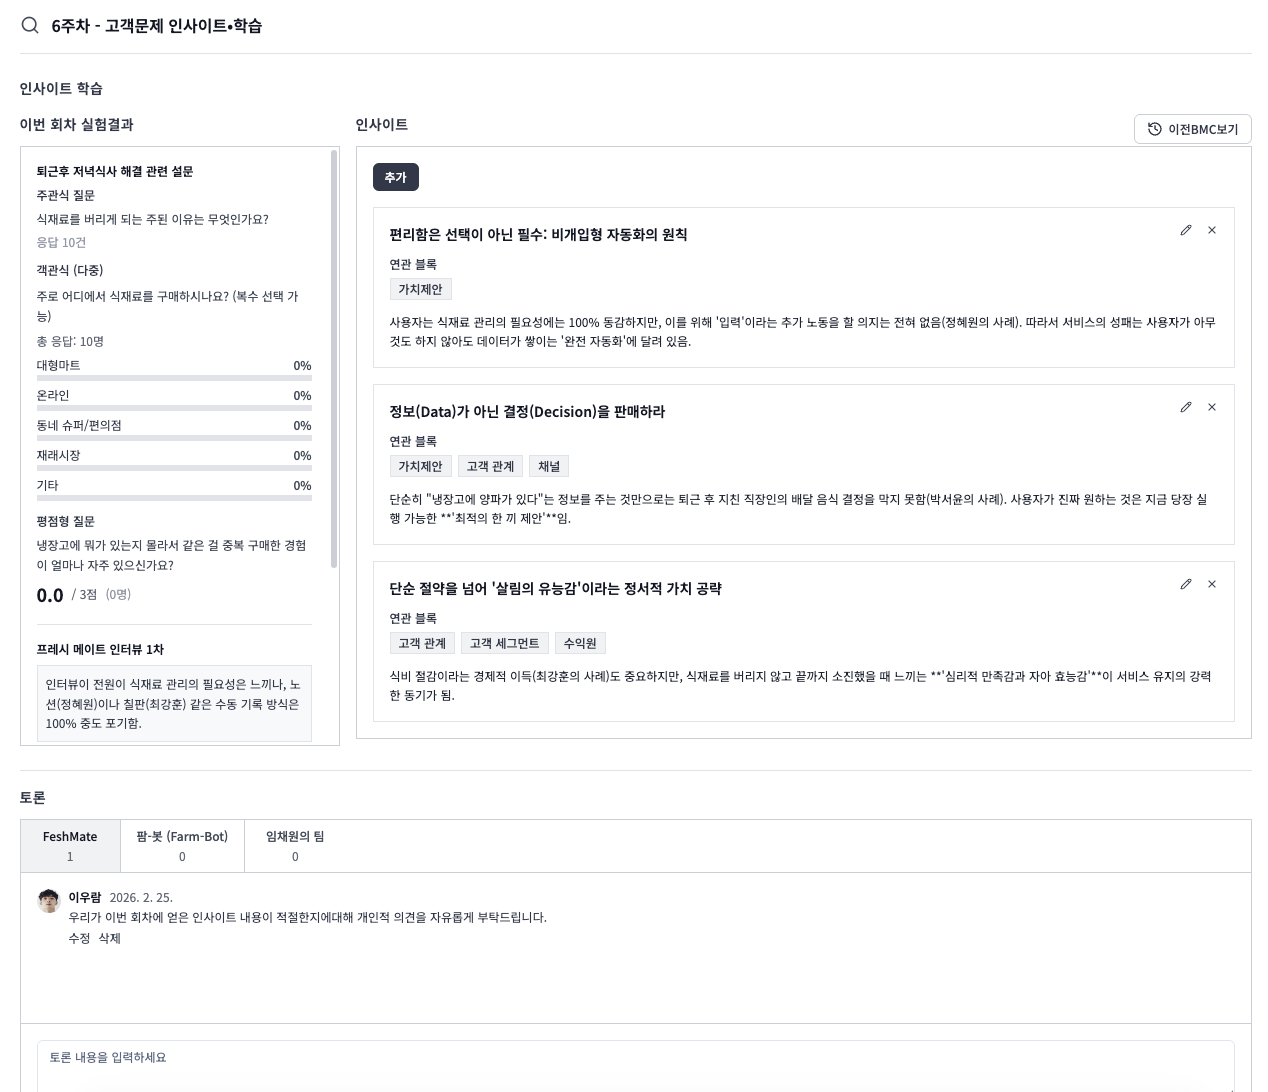 6주차 - 고객문제 인사이트•학습
인사이트 학습
이번 회차 실험결과
퇴근후 저녁식사 해결 관련 설문
주관식 질문
식재료를 버리게 되는 주된 이유는 무엇인가요?
응답 10건
객관식 (다중)
주로 어디에서 식재료를 구매하시나요? (복수 선택 가
능)
총 응답: 10명
대형마트 0%
온라인 0%
동네 슈퍼/편의점 0%
재래시장 0%
기타 0%
평점형 질문
냉장고에 뭐가 있는지 몰라서 같은 걸 중복 구매한 경험
이 얼마나 자주 있으신가요?
0.0 / 3점 (0명)
프레시 메이트 인터뷰 1차
인터뷰이 전원이 식재료 관리의 필요성은 느끼나, 노
션(정혜원)이나 칠판(최강훈) 같은 수동 기록 방식은
100% 중도 포기함.
인사이트
이전BMC보기
추가
편리함은 선택이 아닌 필수: 비개입형 자동화의 원칙
연관 블록
가치제안
사용자는 식재료 관리의 필요성에는 100% 동감하지만, 이를 위해 '입력'이라는 추가 노동을 할 의지는 전혀 없음(정혜원의 사례). 따라서 서비스의 성패는 사용자가 아무
것도 하지 않아도 데이터가 쌓이는 '완전 자동화'에 달려 있음.
정보(Data)가 아닌 결정(Decision)을 판매하라
연관 블록
가치제안 고객 관계 채널
단순히 "냉장고에 양파가 있다"는 정보를 주는 것만으로는 퇴근 후 지친 직장인의 배달 음식 결정을 막지 못함(박서윤의 사례). 사용자가 진짜 원하는 것은 지금 당장 실
행 가능한 **'최적의 한 끼 제안'**임.
단순 절약을 넘어 '살림의 유능감'이라는 정서적 가치 공략
연관 블록
고객 관계 고객 세그먼트 수익원
식비 절감이라는 경제적 이득(최강훈의 사례)도 중요하지만, 식재료를 버리지 않고 끝까지 소진했을 때 느끼는 **'심리적 만족감과 자아 효능감'**이 서비스 유지의 강력
한 동기가 됨.
토론
FeshMate 팜-봇 (Farm-Bot) 임채원의 팀
1 0 0
이우람 2026. 2. 25.
우리가 이번 회차에 얻은 인사이트 내용이 적절한지에대해 개인적 의견을 자유롭게 부탁드립니다.
수정 삭제
토론 내용을 입력하세요